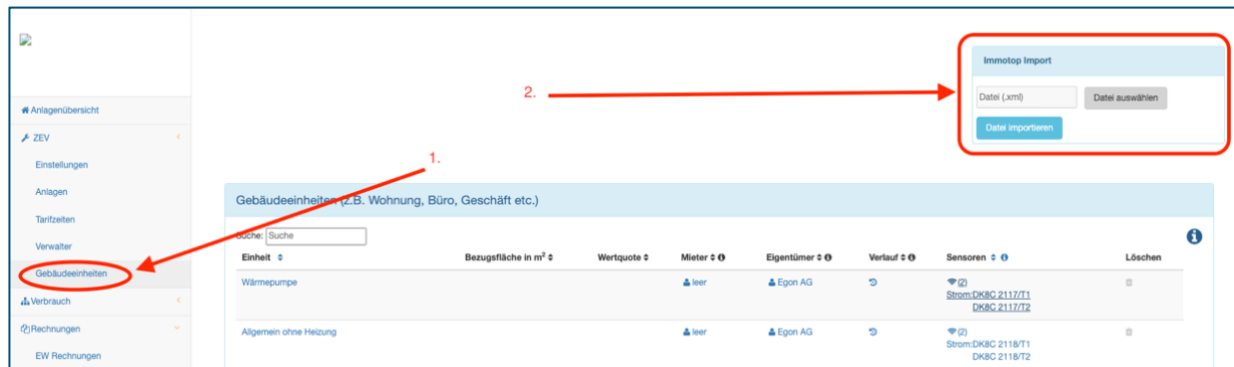 Immotop Import
Datei (.xml)
Datei auswählen
Datei importieren
2.
1.
Anlagenübersicht
ZEV
Einstellungen
Anlagen
Tarifzeiten
Verwalter
Gebäudeeinheiten
Verbrauch
Rechnungen
EW Rechnungen
Gebäudeeinheiten (z.B. Wohnung, Büro, Geschäft etc.)
Suche: Suche
Einheit Bezugsfläche in m² Wertquote Mieter Eigentümer Verlauf Sensoren Löschen
Wärmepumpe leer Egon AG (2)
Strom:DK8C 2117/T1
DK8C 2117/T2
Allgemein ohne Heizung leer Egon AG (2)
Strom:DK8C 2118/T1
DK8C 2118/T2